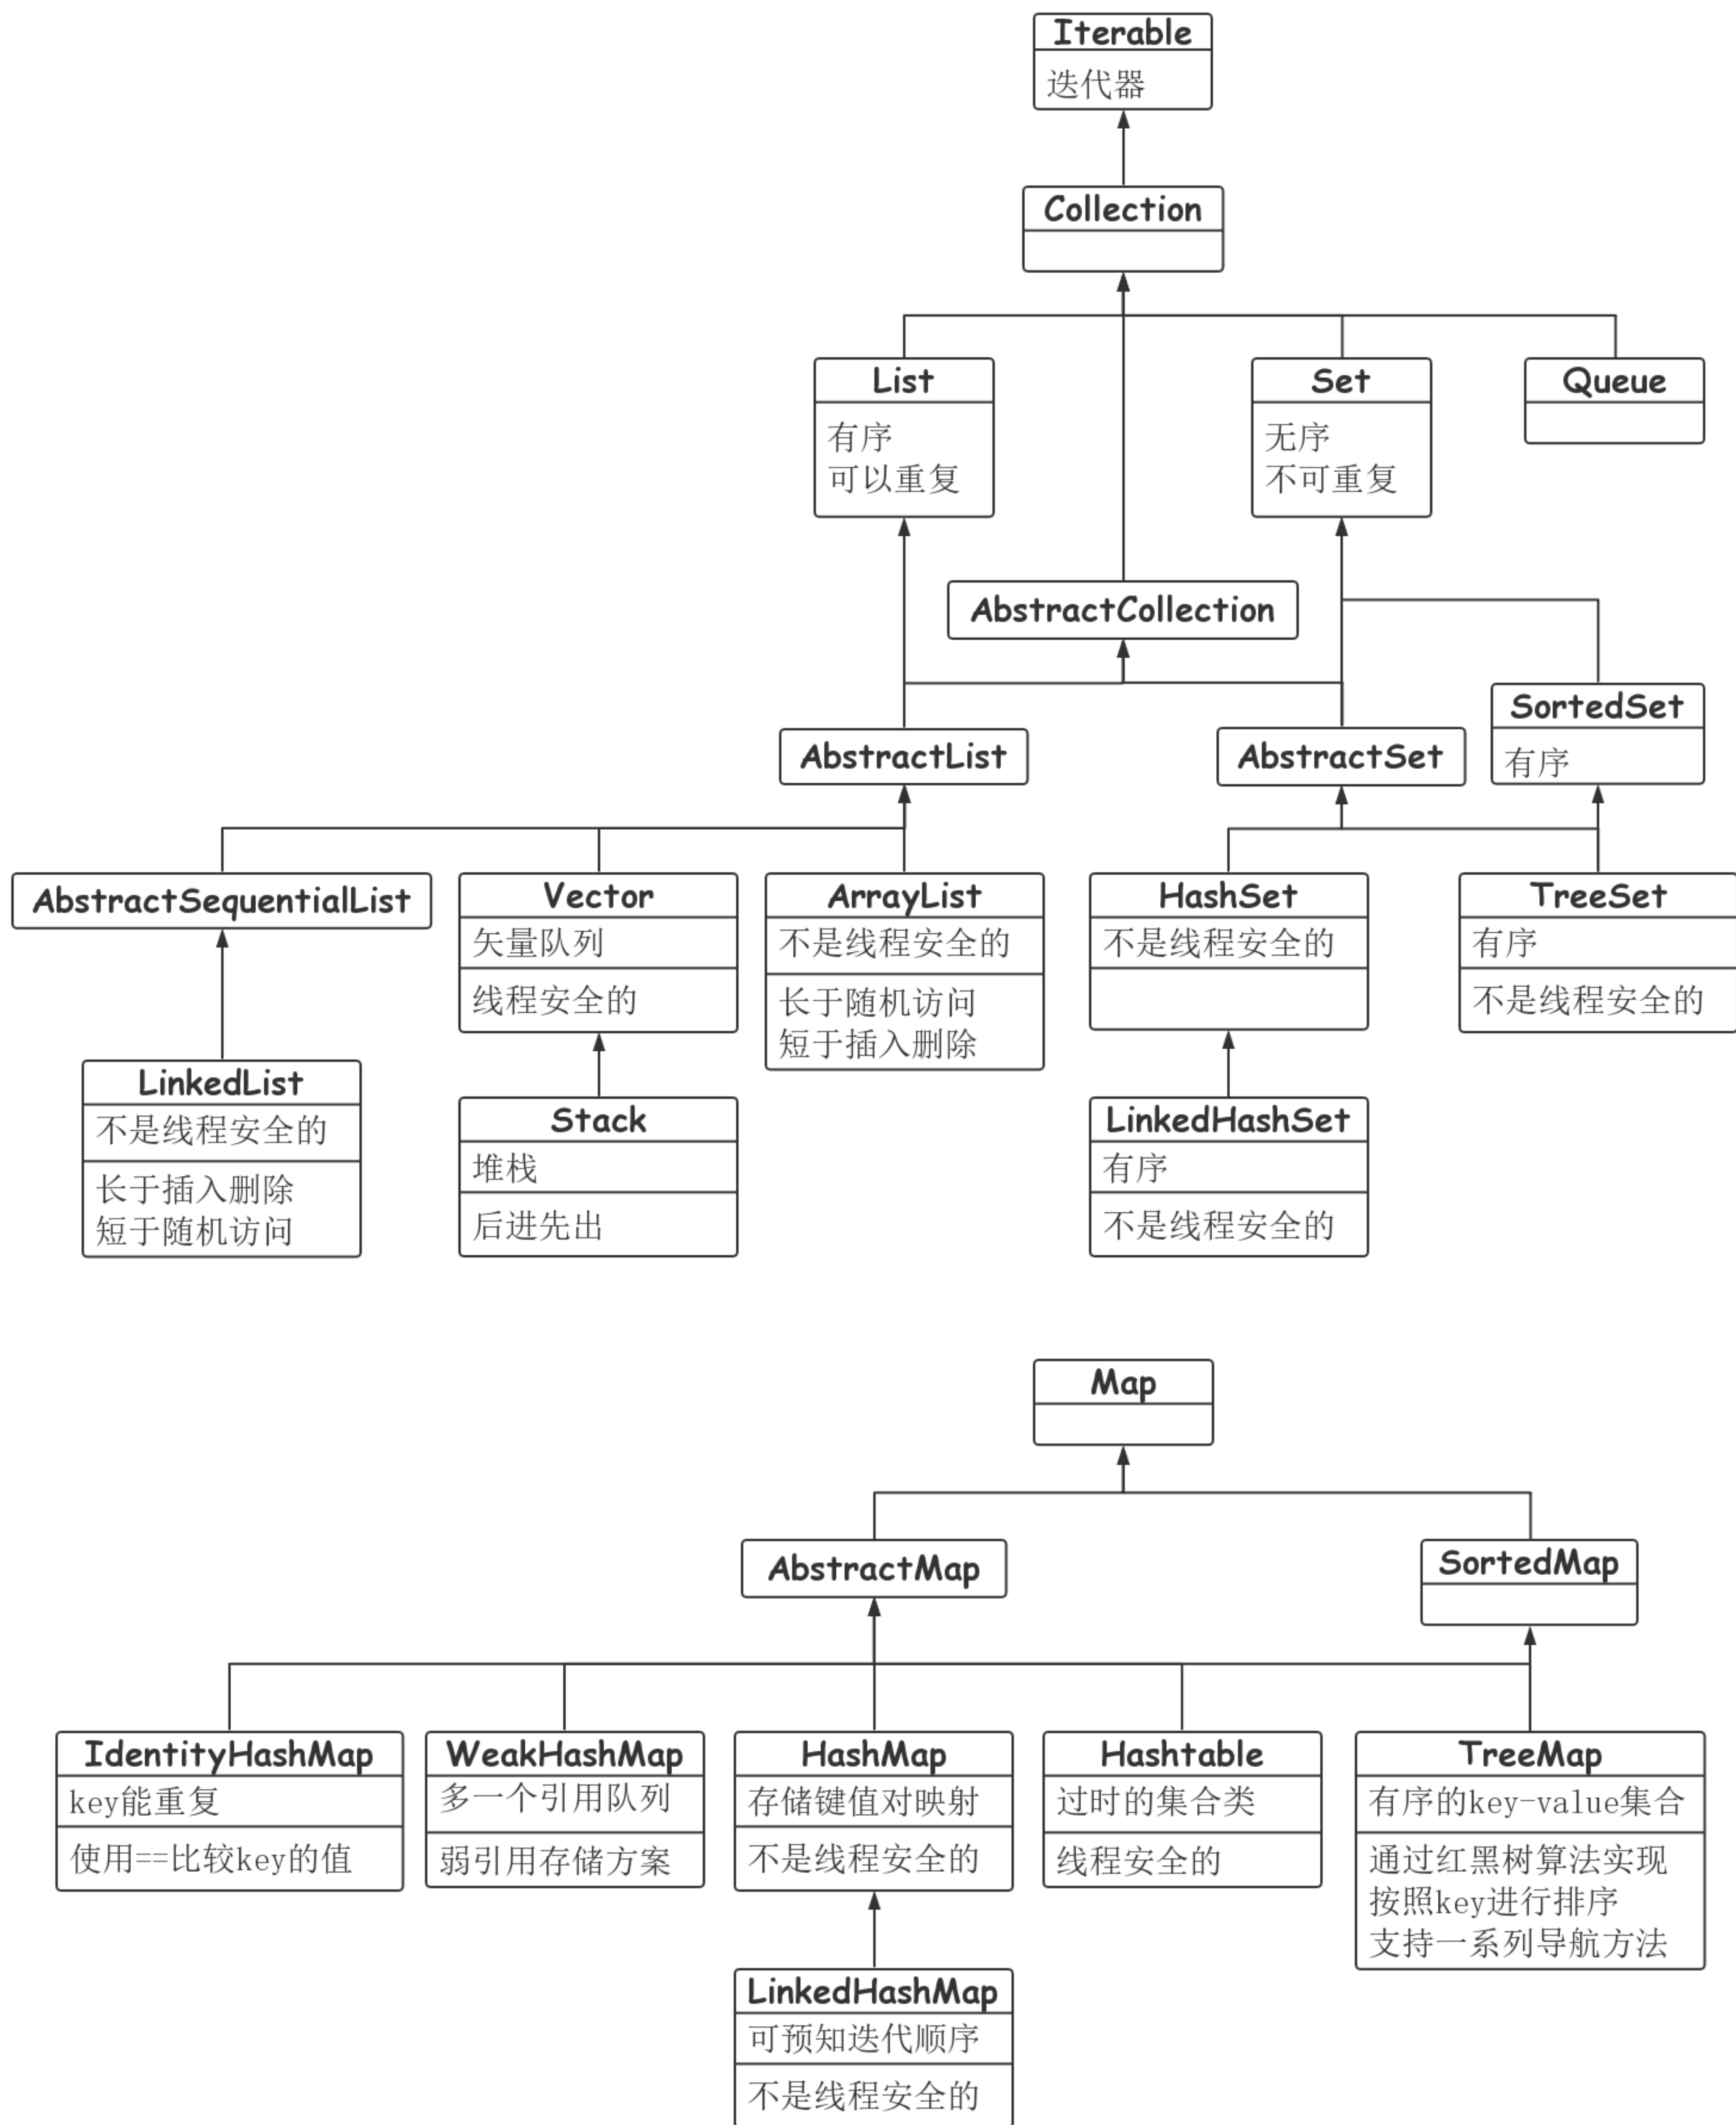 Iterable
迭代器
Collection
List
有序
可以重复
Set
无序
不可重复
Queue
AbstractCollection
AbstractList
AbstractSet
SortedSet
有序
AbstractSequentialList
Vector
矢量队列
线程安全的
ArrayList
不是线程安全的
长于随机访问
短于插入删除
HashSet
不是线程安全的
TreeSet
有序
不是线程安全的
LinkedList
不是线程安全的
长于插入删除
短于随机访问
Stack
堆栈
后进先出
LinkedHashSet
有序
不是线程安全的
Map
AbstractMap
SortedMap
IdentityHashMap
key能重复
使用==比较key的值
WeakHashMap
多一个引用队列
弱引用存储方案
HashMap
存储键值对映射
不是线程安全的
Hashtable
过时的集合类
线程安全的
TreeMap
有序的key-value集合
通过红黑树算法实现
按照key进行排序
支持一系列导航方法
LinkedHashMap
可预知迭代顺序
不是线程安全的